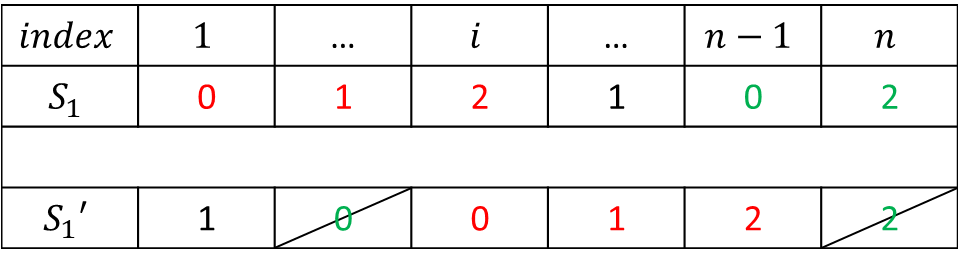 index 1 ... i ... n − 1 n
S₁ 0 1 2 1 0 2
S₁′ 1 0 0 1 2 2